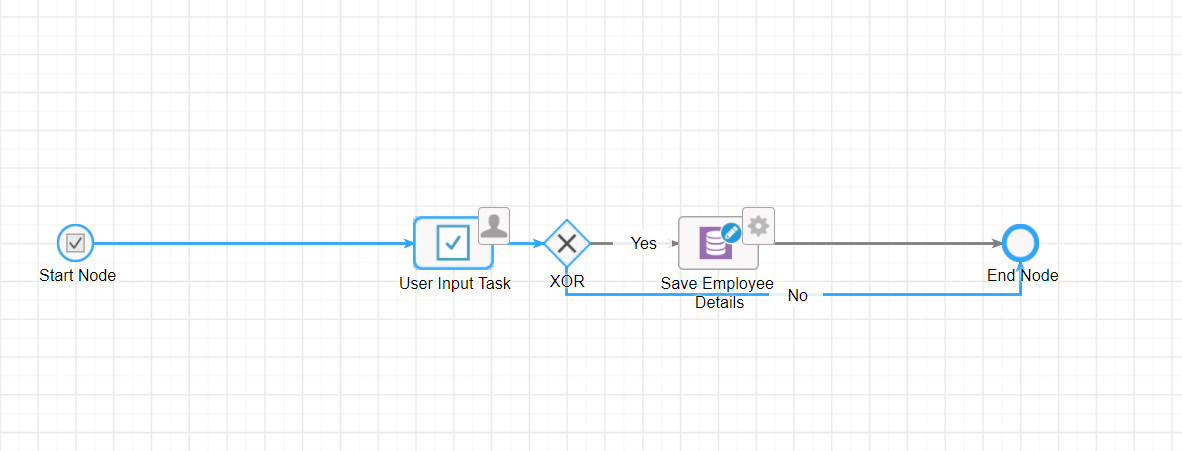 Yes
Start Node
End Node
User Input Task
XOR
Save Employee
Details
No